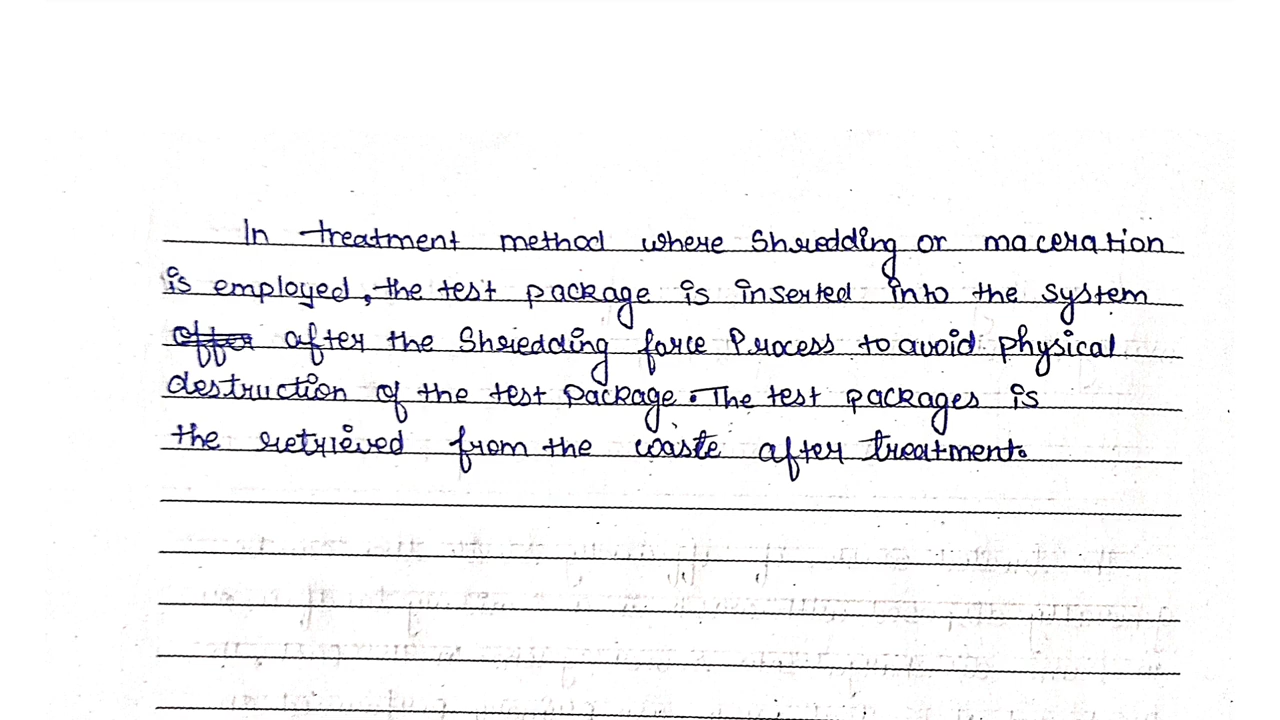 In treatment method where Shredding or maceration
is employed, the test package is inserted into the system
after the Shredding force Process to avoid physical
destruction of the test package. The test packages is
the retrieved from the waste after treatment.